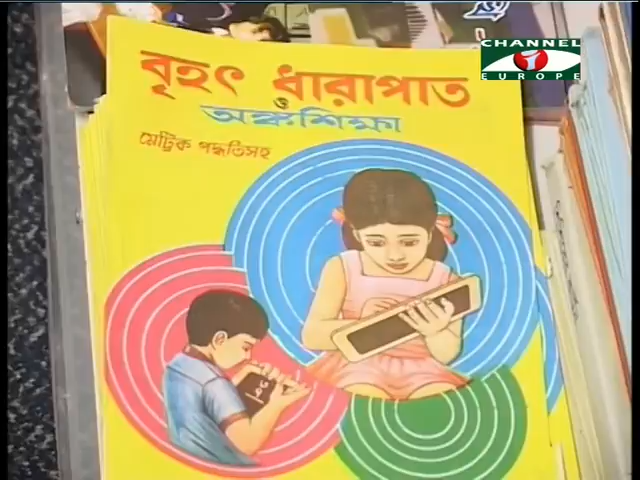 CHANNEL
i
EUROPE
বৃহৎ ধারাপাত
ও
অঙ্কশিক্ষা
মেট্রিক পদ্ধতিসহ